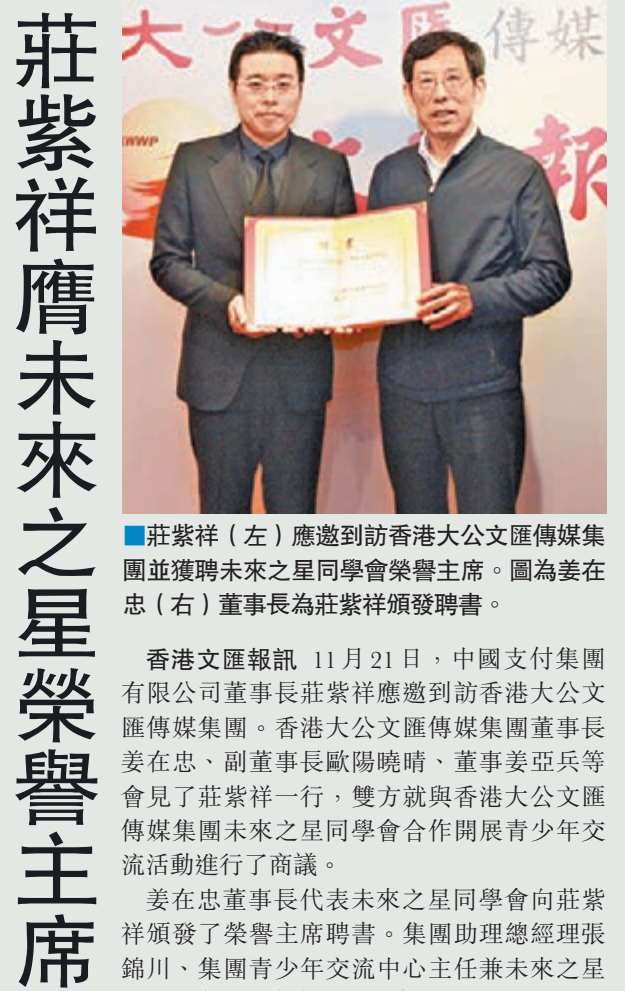 莊紫祥膺未來之星榮譽主席
大公文匯傳媒
WWP
文匯報
聘書
■莊紫祥（左）應邀到訪香港大公文匯傳媒集
團並獲聘未來之星同學會榮譽主席。圖為姜在
忠（右）董事長為莊紫祥頒發聘書。
香港文匯報訊 11月21日，中國支付集團
有限公司董事長莊紫祥應邀到訪香港大公文
匯傳媒集團。香港大公文匯傳媒集團董事長
姜在忠、副董事長歐陽曉晴、董事姜亞兵等
會見了莊紫祥一行，雙方就與香港大公文匯
傳媒集團未來之星同學會合作開展青少年交
流活動進行了商議。
姜在忠董事長代表未來之星同學會向莊紫
祥頒發了榮譽主席聘書。集團助理總經理張
錦川、集團青少年交流中心主任兼未來之星